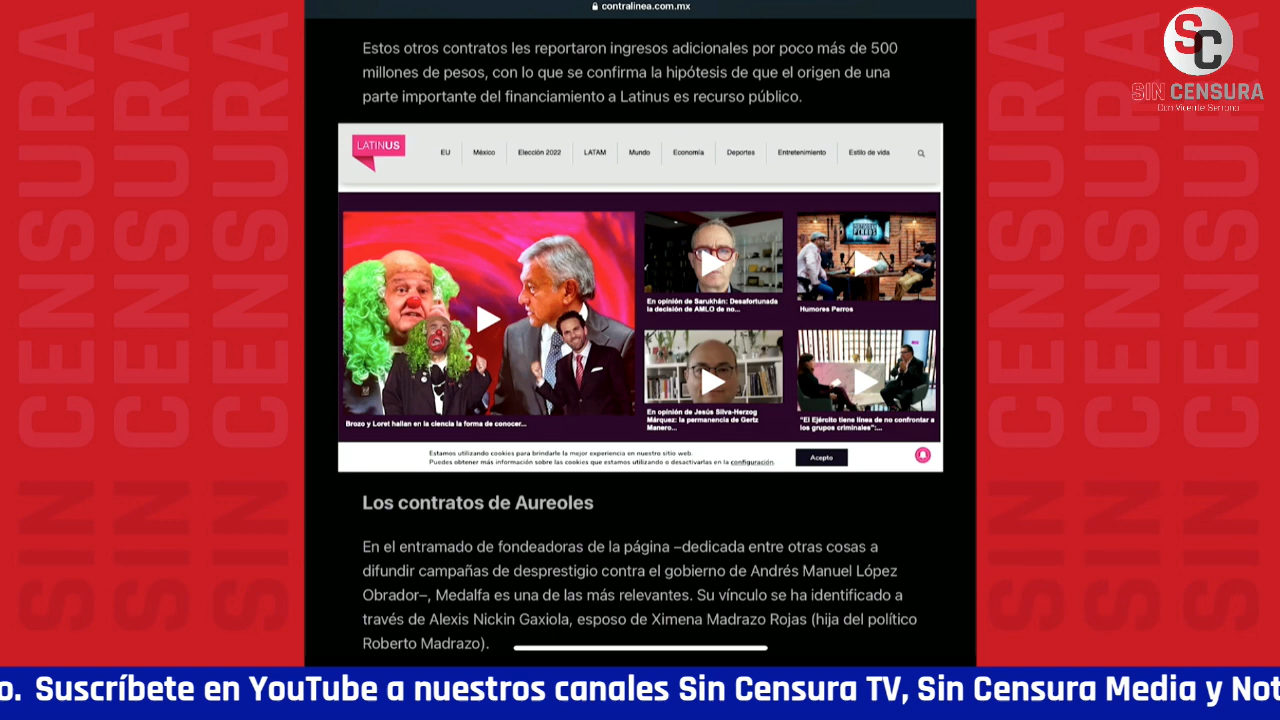 contralinea.com.mx
SC
SIN CENSURA
Con Vicente Serrano
Estos otros contratos les reportaron ingresos adicionales por poco más de 500
millones de pesos, con lo que se confirma la hipótesis de que el origen de una
parte importante del financiamiento a Latinus es recurso público.
LATINUS
EU México Elección 2022 LATAM Mundo Economía Deportes Entretenimiento Estilo de vida
En opinión de Sarukhán: Desafortunada
la decisión de AMLO de no...
Humores Perros
Brozo y Loret hallan en la ciencia la forma de conocer...
En opinión de Jesús Silva-Herzog
Márquez: la permanencia de Gertz
Manero...
"El Ejército tiene línea de no confrontar a
los grupos criminales":...
Estamos utilizando cookies para brindarle la mejor experiencia en nuestro sitio web.
Puedes obtener más información sobre las cookies que estamos utilizando o desactivarlas en la configuración.
Acepto
Los contratos de Aureoles
En el entramado de fondeadoras de la página –dedicada entre otras cosas a
difundir campañas de desprestigio contra el gobierno de Andrés Manuel López
Obrador–, Medalfa es una de las más relevantes. Su vínculo se ha identificado a
través de Alexis Nickin Gaxiola, esposo de Ximena Madrazo Rojas (hija del político
Roberto Madrazo).
SIN CENSURA
SIN CENSURA
SIN CENSURA
SIN CENSURA
SIN CENSURA
SIN CENSURA
o. Suscríbete en YouTube a nuestros canales Sin Censura TV, Sin Censura Media y Not